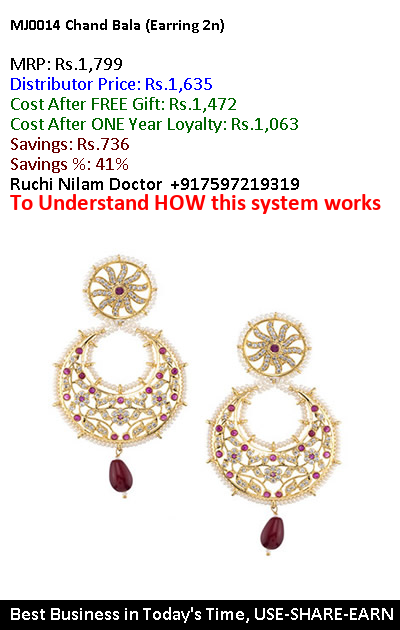 MJ0014 Chand Bala (Earring 2n)
MRP: Rs.1,799
Distributor Price: Rs.1,635
Cost After FREE Gift: Rs.1,472
Cost After ONE Year Loyalty: Rs.1,063
Savings: Rs.736
Savings %: 41%
Ruchi Nilam Doctor +917597219319
To Understand HOW this system works
Best Business in Today's Time, USE-SHARE-EARN